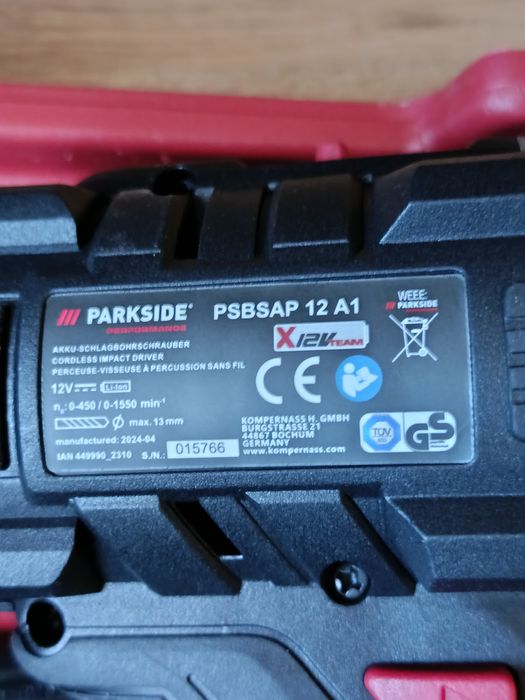 PARKSIDE®
PERFORMANCE
PSBSAP 12 A1
WEEE:
PARKSIDE
AKKU-SCHLAGBOHRSCHRAUBER
CORDLESS IMPACT DRIVER
PERCEUSE-VISSEUSE À PERCUSSION SANS FIL
X12V TEAM
12V Li-Ion
n₀: 0-450 / 0-1550 min⁻¹
Ø max. 13 mm
manufactured: 2024-04
IAN 449990_2310 S./N.: 015766
KOMPERNASS H. GMBH
BURGSTRASSE 21
44867 BOCHUM
GERMANY
www.kompernass.com
CE
TÜV
GS